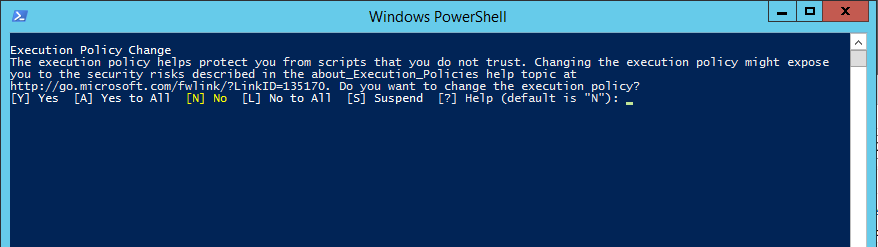 Windows PowerShell
Execution Policy Change
The execution policy helps protect you from scripts that you do not trust. Changing the execution policy might expose
you to the security risks described in the about_Execution_Policies help topic at
http://go.microsoft.com/fwlink/?LinkID=135170. Do you want to change the execution policy?
[Y] Yes  [A] Yes to All  [N] No  [L] No to All  [S] Suspend  [?] Help (default is "N"):